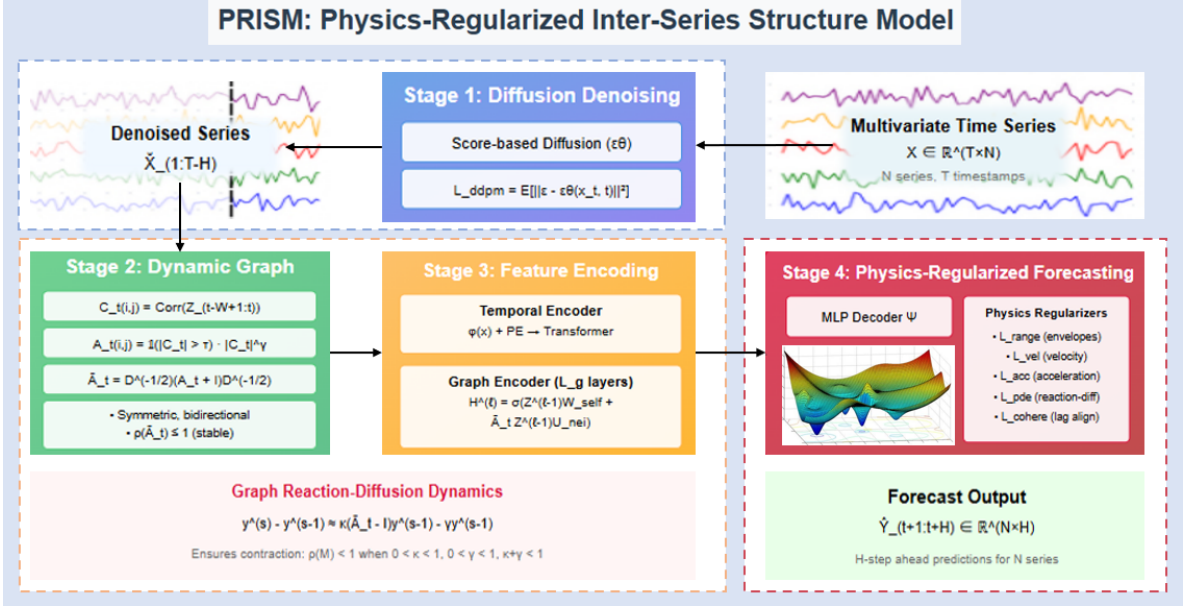 PRISM: Physics-Regularized Inter-Series Structure Model
Denoised Series
X̌_(1:T-H)
Stage 1: Diffusion Denoising
Score-based Diffusion (εθ)
L_ddpm = E[||ε - εθ(x_t, t)||²]
Multivariate Time Series
X ∈ ℝ^(T×N)
N series, T timestamps
Stage 2: Dynamic Graph
C_t(i,j) = Corr(Z_(t-W+1:t))
A_t(i,j) = 𝟙(|C_t| > τ) · |C_t|^γ
Ã_t = D^(-1/2)(A_t + I)D^(-1/2)
• Symmetric, bidirectional
• ρ(Ã_t) ≤ 1 (stable)
Stage 3: Feature Encoding
Temporal Encoder
φ(x) + PE → Transformer
Graph Encoder (L_g layers)
H^(ℓ) = σ(Z^(ℓ-1)W_self +
Ã_t Z^(ℓ-1)U_nei)
Stage 4: Physics-Regularized Forecasting
MLP Decoder Ψ
Physics Regularizers
• L_range (envelopes)
• L_vel (velocity)
• L_acc (acceleration)
• L_pde (reaction-diff)
• L_cohere (lag align)
Graph Reaction-Diffusion Dynamics
y^(s) - y^(s-1) ≈ κ(Ã_t - I)y^(s-1) - γy^(s-1)
Ensures contraction: ρ(M) < 1 when 0 < κ < 1, 0 < γ < 1, κ+γ < 1
Forecast Output
Ŷ_(t+1:t+H) ∈ ℝ^(N×H)
H-step ahead predictions for N series